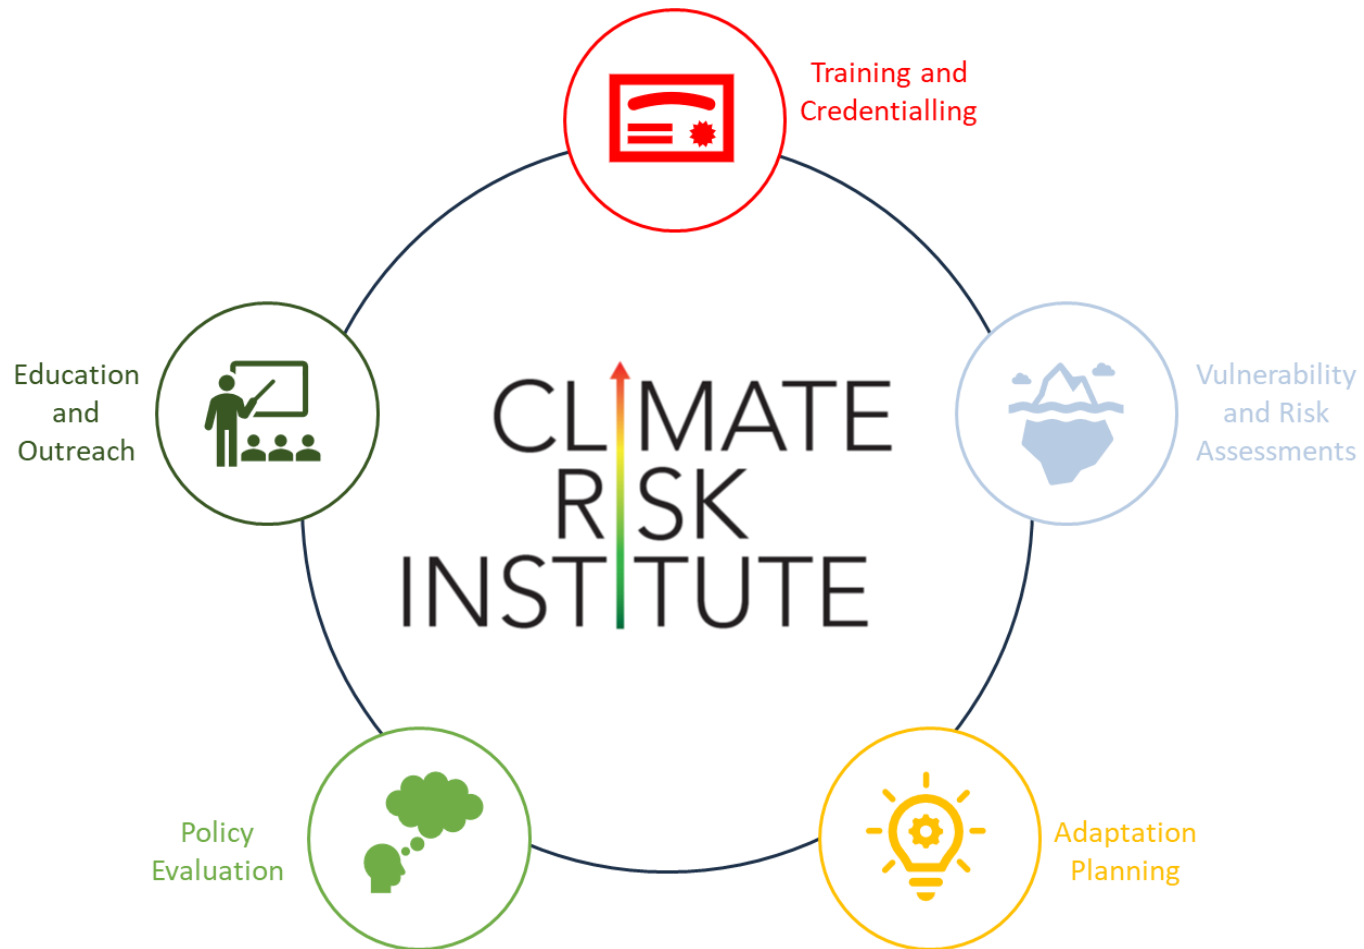 Training and
Credentialling
Education
and
Outreach
Vulnerability
and Risk
Assessments
CLIMATE
RISK
INSTITUTE
Policy
Evaluation
Adaptation
Planning